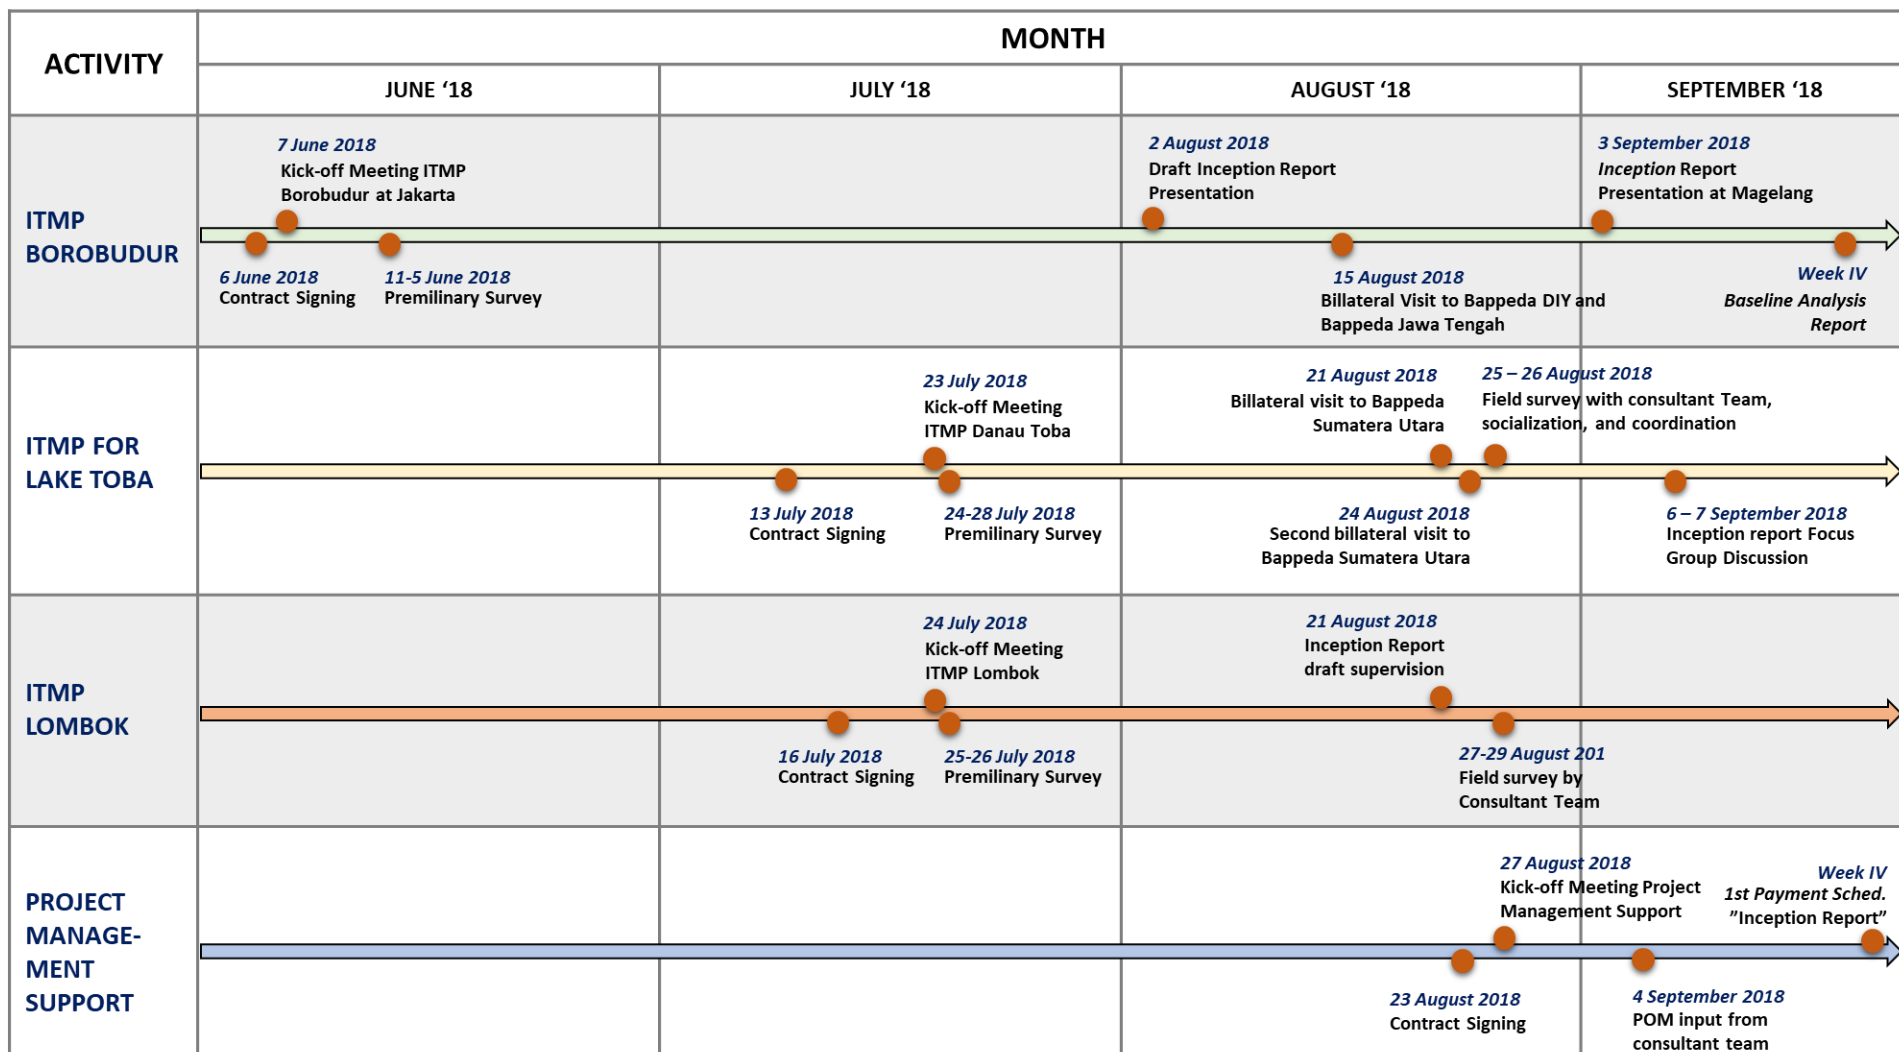 ACTIVITY
MONTH
JUNE ‘18
JULY ‘18
AUGUST ‘18
SEPTEMBER ‘18
ITMP
BOROBUDUR
7 June 2018
Kick-off Meeting ITMP
Borobudur at Jakarta
6 June 2018
Contract Signing
11-5 June 2018
Premilinary Survey
2 August 2018
Draft Inception Report
Presentation
15 August 2018
Billateral Visit to Bappeda DIY and
Bappeda Jawa Tengah
3 September 2018
Inception Report
Presentation at Magelang
Week IV
Baseline Analysis
Report
ITMP FOR
LAKE TOBA
23 July 2018
Kick-off Meeting
ITMP Danau Toba
13 July 2018
Contract Signing
24-28 July 2018
Premilinary Survey
21 August 2018
Billateral visit to Bappeda
Sumatera Utara
25 – 26 August 2018
Field survey with consultant Team,
socialization, and coordination
24 August 2018
Second billateral visit to
Bappeda Sumatera Utara
6 – 7 September 2018
Inception report Focus
Group Discussion
ITMP
LOMBOK
24 July 2018
Kick-off Meeting
ITMP Lombok
16 July 2018
Contract Signing
25-26 July 2018
Premilinary Survey
21 August 2018
Inception Report
draft supervision
27-29 August 201
Field survey by
Consultant Team
PROJECT
MANAGE-
MENT
SUPPORT
27 August 2018
Kick-off Meeting Project
Management Support
Week IV
1st Payment Sched.
”Inception Report”
23 August 2018
Contract Signing
4 September 2018
POM input from
consultant team